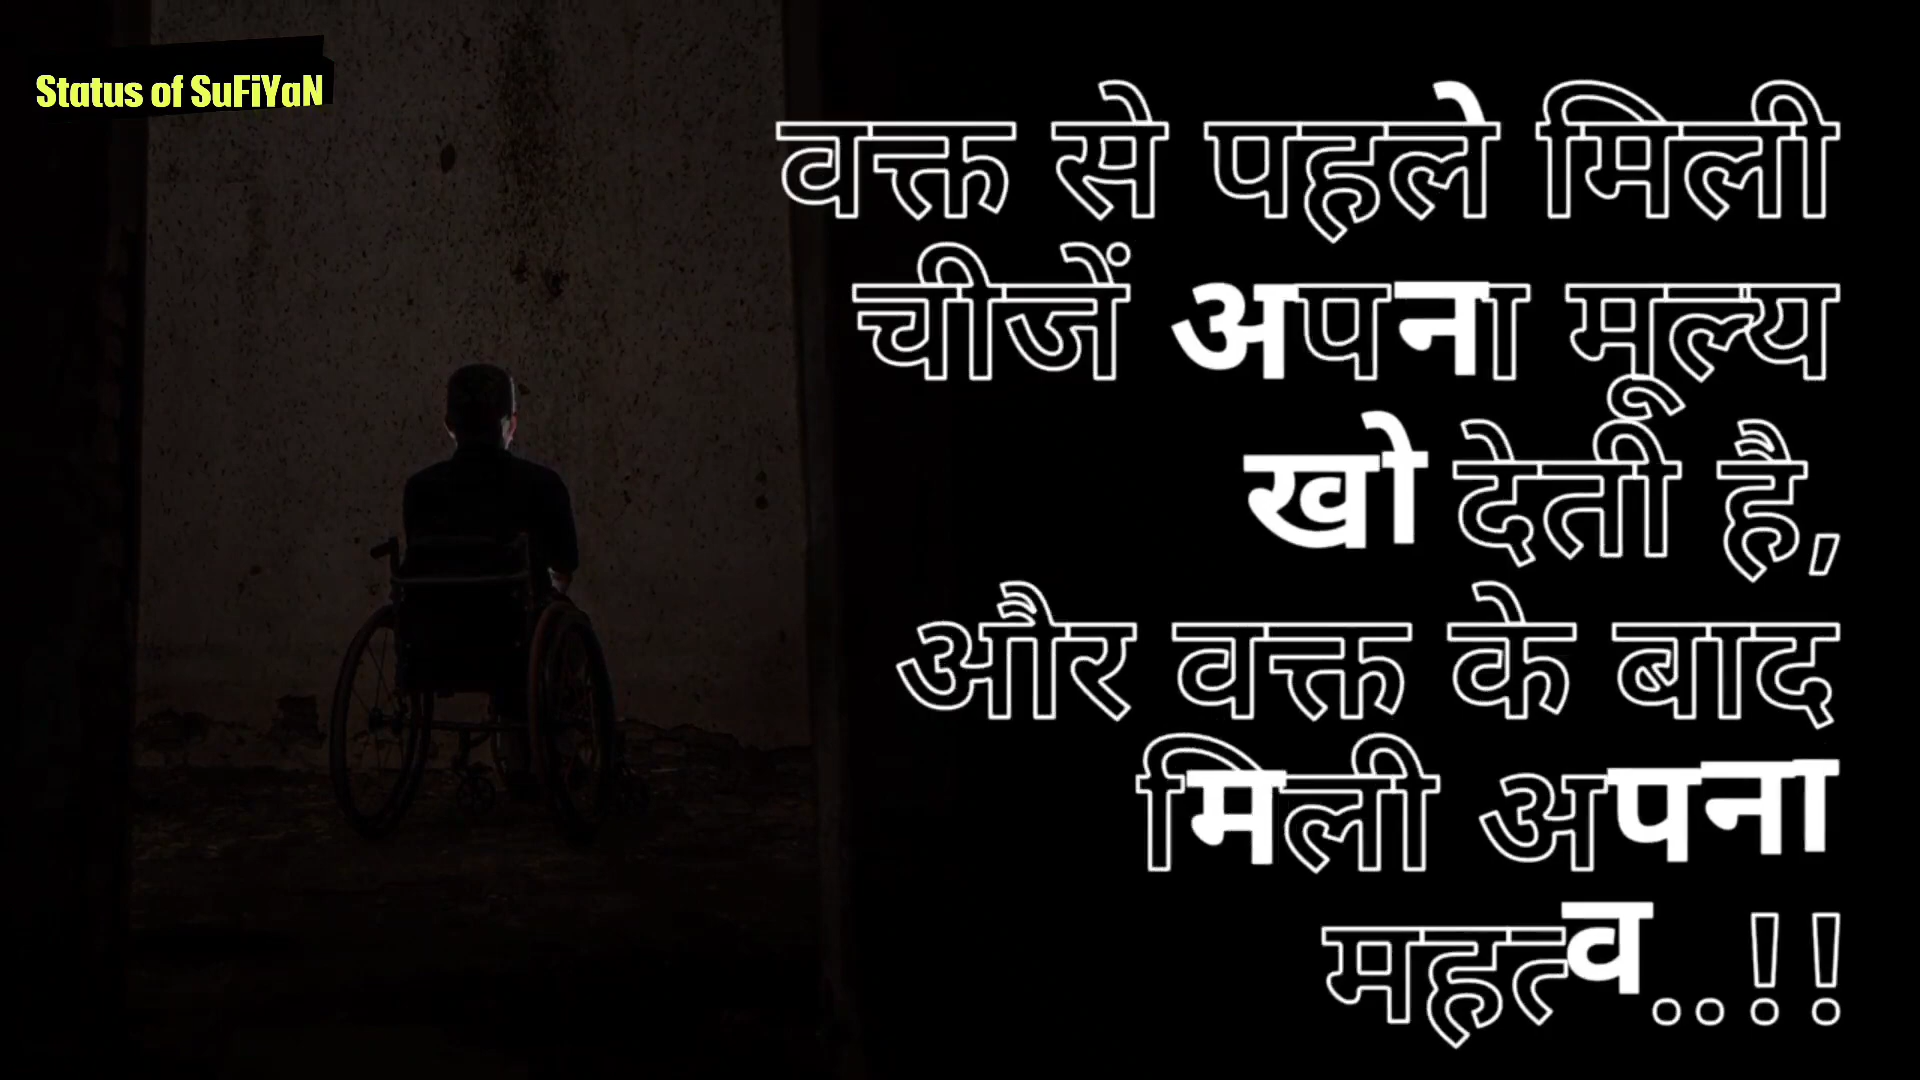 Status of SuFiYaN
वक्त से पहले मिली
चीजें अपना मूल्य
खो देती है,
और वक्त के बाद
मिली अपना
महत्व..!!